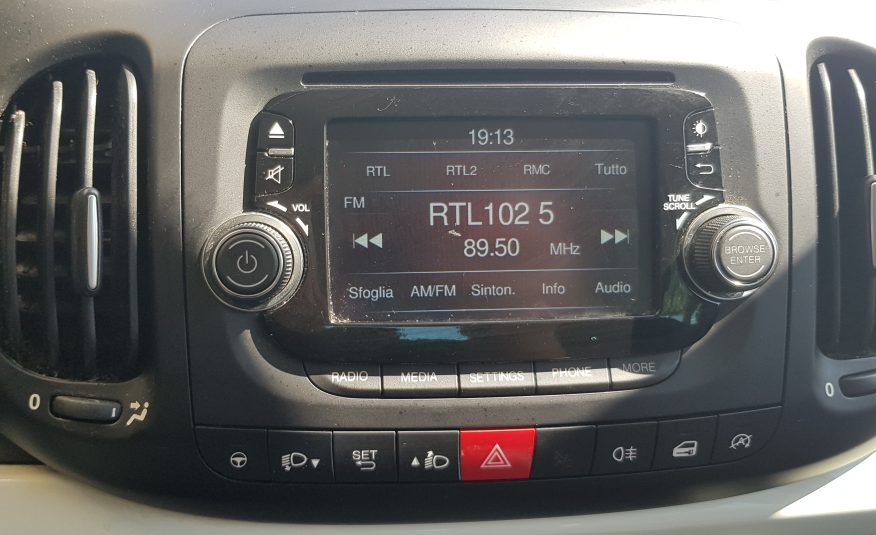 19:13
RTL RTL2 RMC Tutto
FM
VOL
TUNE
SCROLL
RTL102 5
89.50 MHz
BROWSE
ENTER
Sfoglia AM/FM Sinton. Info Audio
RADIO MEDIA SETTINGS PHONE MORE
0
0
SET